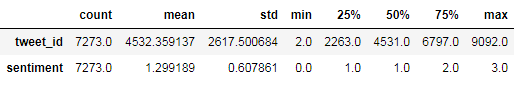 count mean std min 25% 50% 75% max
tweet_id 7273.0 4532.359137 2617.500684 2.0 2263.0 4531.0 6797.0 9092.0
sentiment 7273.0 1.299189 0.607861 0.0 1.0 1.0 2.0 3.0